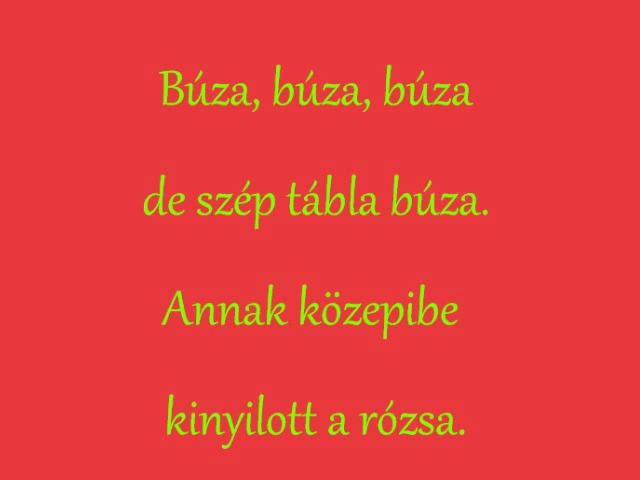 Búza, búza, búza
de szép tábla búza.
Annak közepibe
kinyilott a rózsa.